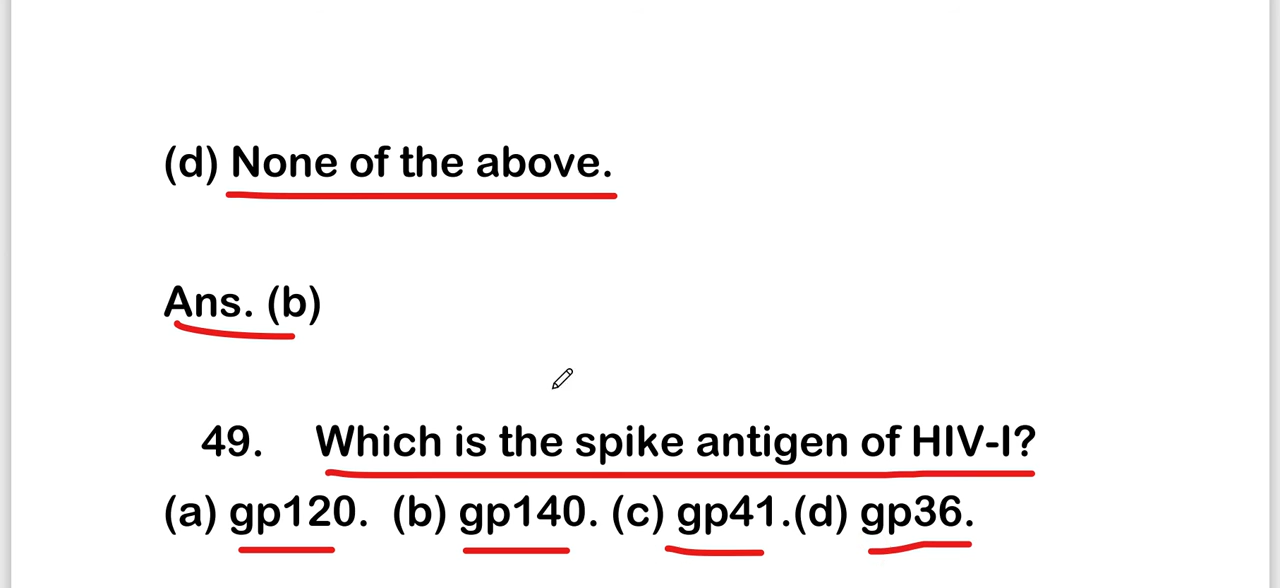 (d) None of the above.
Ans. (b)
49. Which is the spike antigen of HIV-I?
(a) gp120. (b) gp140. (c) gp41.(d) gp36.